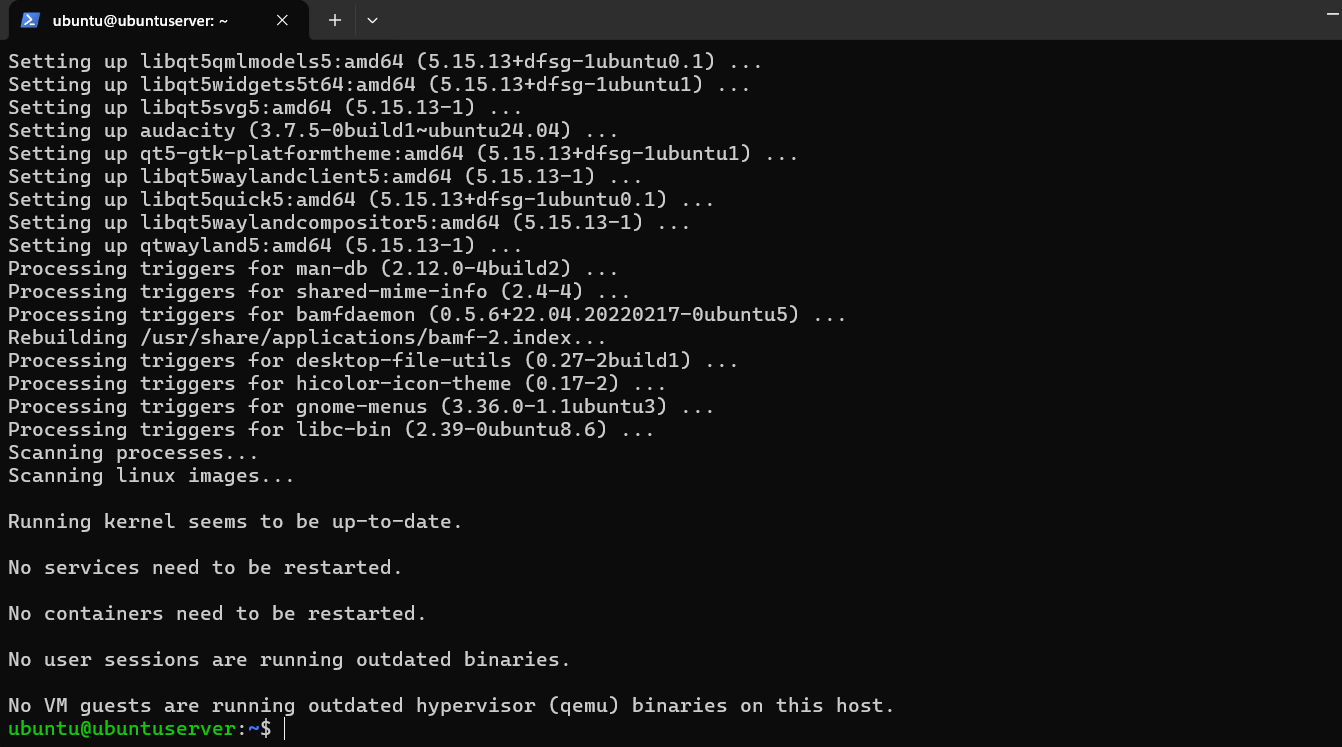 ubuntu@ubuntuserver: ~
Setting up libqt5qmlmodels5:amd64 (5.15.13+dfsg-1ubuntu0.1) ...
Setting up libqt5widgets5t64:amd64 (5.15.13+dfsg-1ubuntu1) ...
Setting up libqt5svg5:amd64 (5.15.13-1) ...
Setting up audacity (3.7.5-0build1~ubuntu24.04) ...
Setting up qt5-gtk-platformtheme:amd64 (5.15.13+dfsg-1ubuntu1) ...
Setting up libqt5waylandclient5:amd64 (5.15.13-1) ...
Setting up libqt5quick5:amd64 (5.15.13+dfsg-1ubuntu0.1) ...
Setting up libqt5waylandcompositor5:amd64 (5.15.13-1) ...
Setting up qtwayland5:amd64 (5.15.13-1) ...
Processing triggers for man-db (2.12.0-4build2) ...
Processing triggers for shared-mime-info (2.4-4) ...
Processing triggers for bamfdaemon (0.5.6+22.04.20220217-0ubuntu5) ...
Rebuilding /usr/share/applications/bamf-2.index...
Processing triggers for desktop-file-utils (0.27-2build1) ...
Processing triggers for hicolor-icon-theme (0.17-2) ...
Processing triggers for gnome-menus (3.36.0-1.1ubuntu3) ...
Processing triggers for libc-bin (2.39-0ubuntu8.6) ...
Scanning processes...
Scanning linux images...
Running kernel seems to be up-to-date.
No services need to be restarted.
No containers need to be restarted.
No user sessions are running outdated binaries.
No VM guests are running outdated hypervisor (qemu) binaries on this host.
ubuntu@ubuntuserver:~$